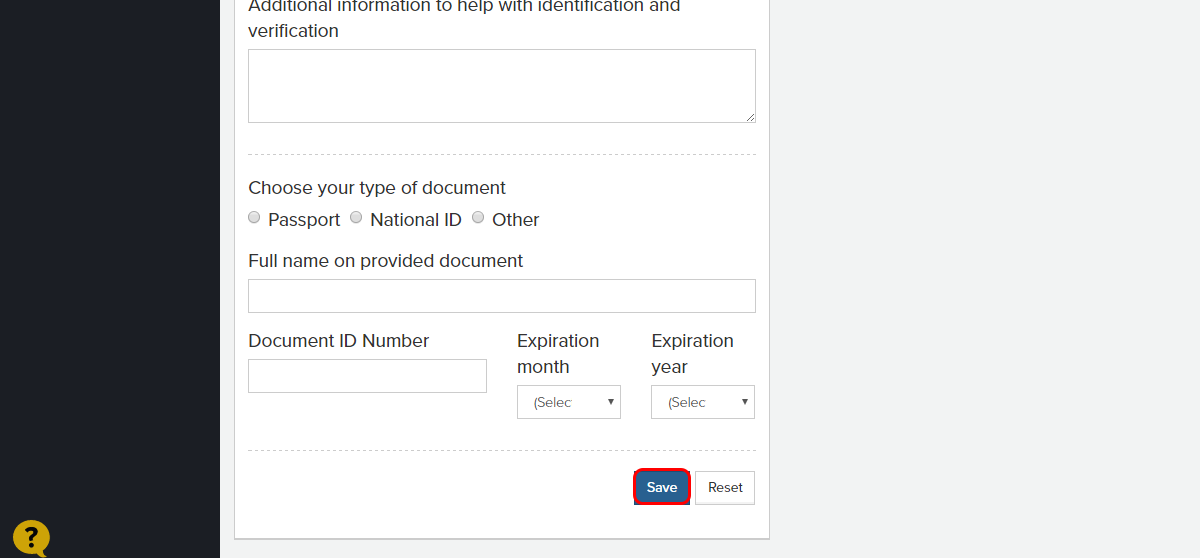 Additional information to help with identification and
verification
Choose your type of document
Passport National ID Other
Full name on provided document
Document ID Number Expiration month Expiration year
(Selec (Selec
Save Reset
?